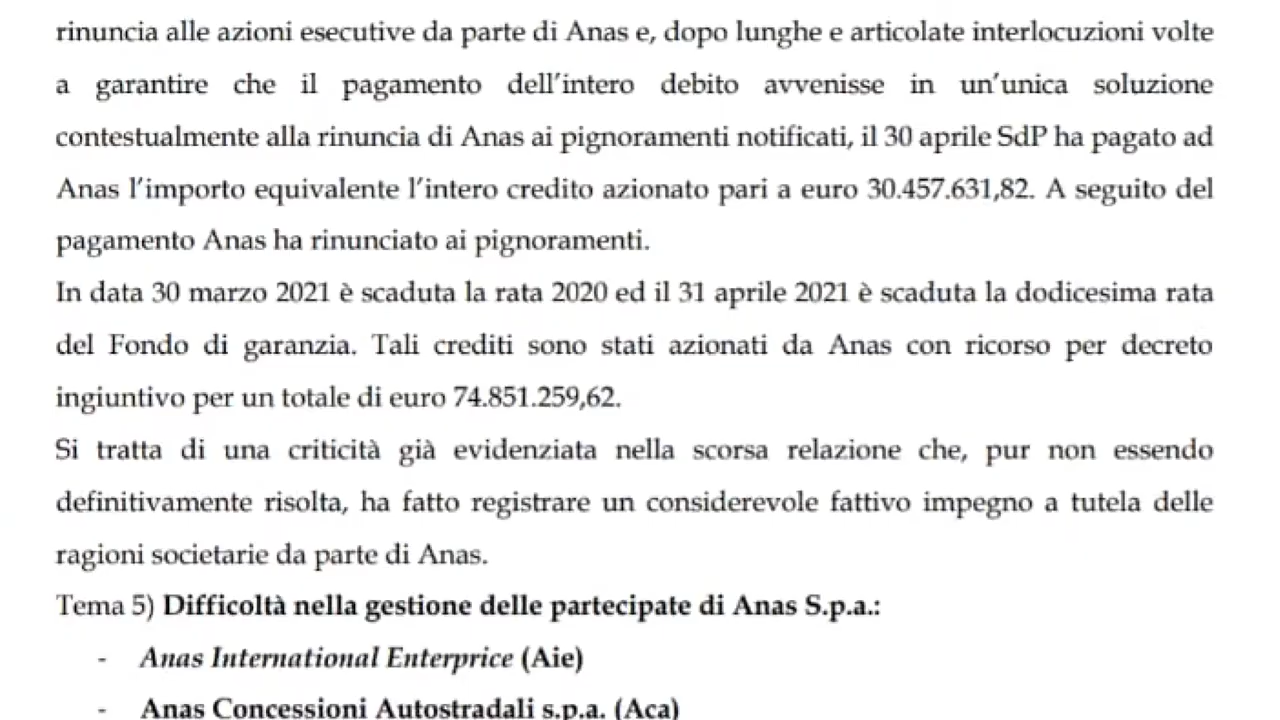 rinuncia alle azioni esecutive da parte di Anas e, dopo lunghe e articolate interlocuzioni volte
a garantire che il pagamento dell'intero debito avvenisse in un'unica soluzione
contestualmente alla rinuncia di Anas ai pignoramenti notificati, il 30 aprile SdP ha pagato ad
Anas l'importo equivalente l'intero credito azionato pari a euro 30.457.631,82. A seguito del
pagamento Anas ha rinunciato ai pignoramenti.
In data 30 marzo 2021 è scaduta la rata 2020 ed il 31 aprile 2021 è scaduta la dodicesima rata
del Fondo di garanzia. Tali crediti sono stati azionati da Anas con ricorso per decreto
ingiuntivo per un totale di euro 74.851.259,62.
Si tratta di una criticità già evidenziata nella scorsa relazione che, pur non essendo
definitivamente risolta, ha fatto registrare un considerevole fattivo impegno a tutela delle
ragioni societarie da parte di Anas.
Tema 5) Difficoltà nella gestione delle partecipate di Anas S.p.a.:
- Anas International Enterprice (Aie)
- Anas Concessioni Autostradali s.p.a. (Aca)